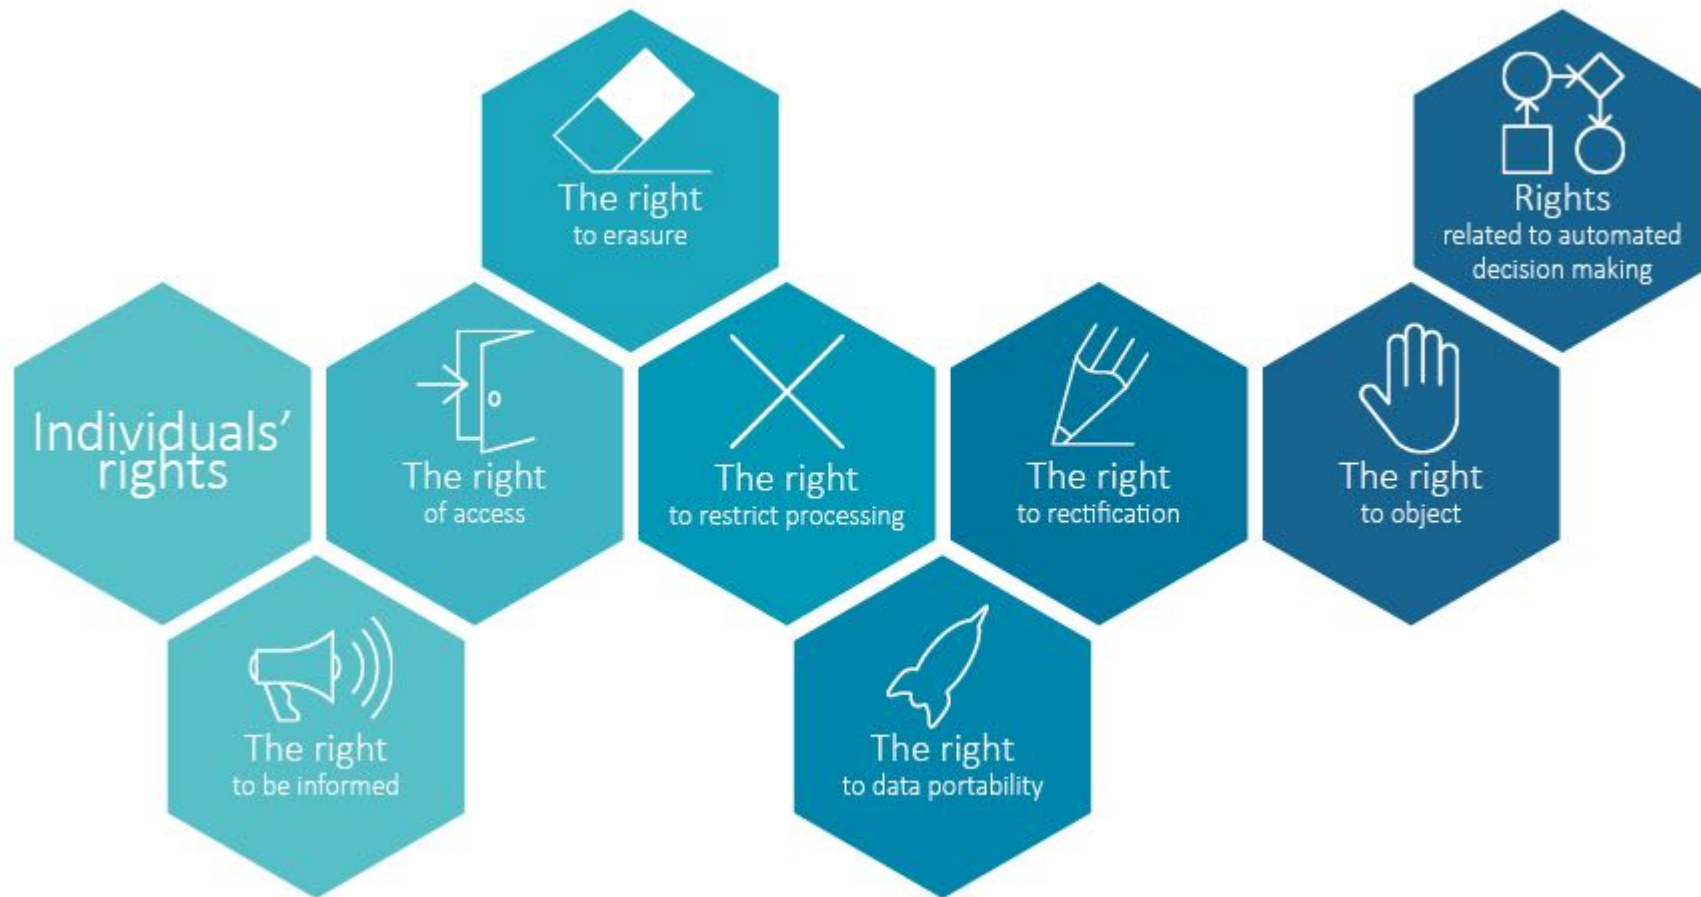 The right
to erasure
Rights
related to automated
decision making
Individuals’
rights
The right
of access
The right
to restrict processing
The right
to rectification
The right
to object
The right
to be informed
The right
to data portability